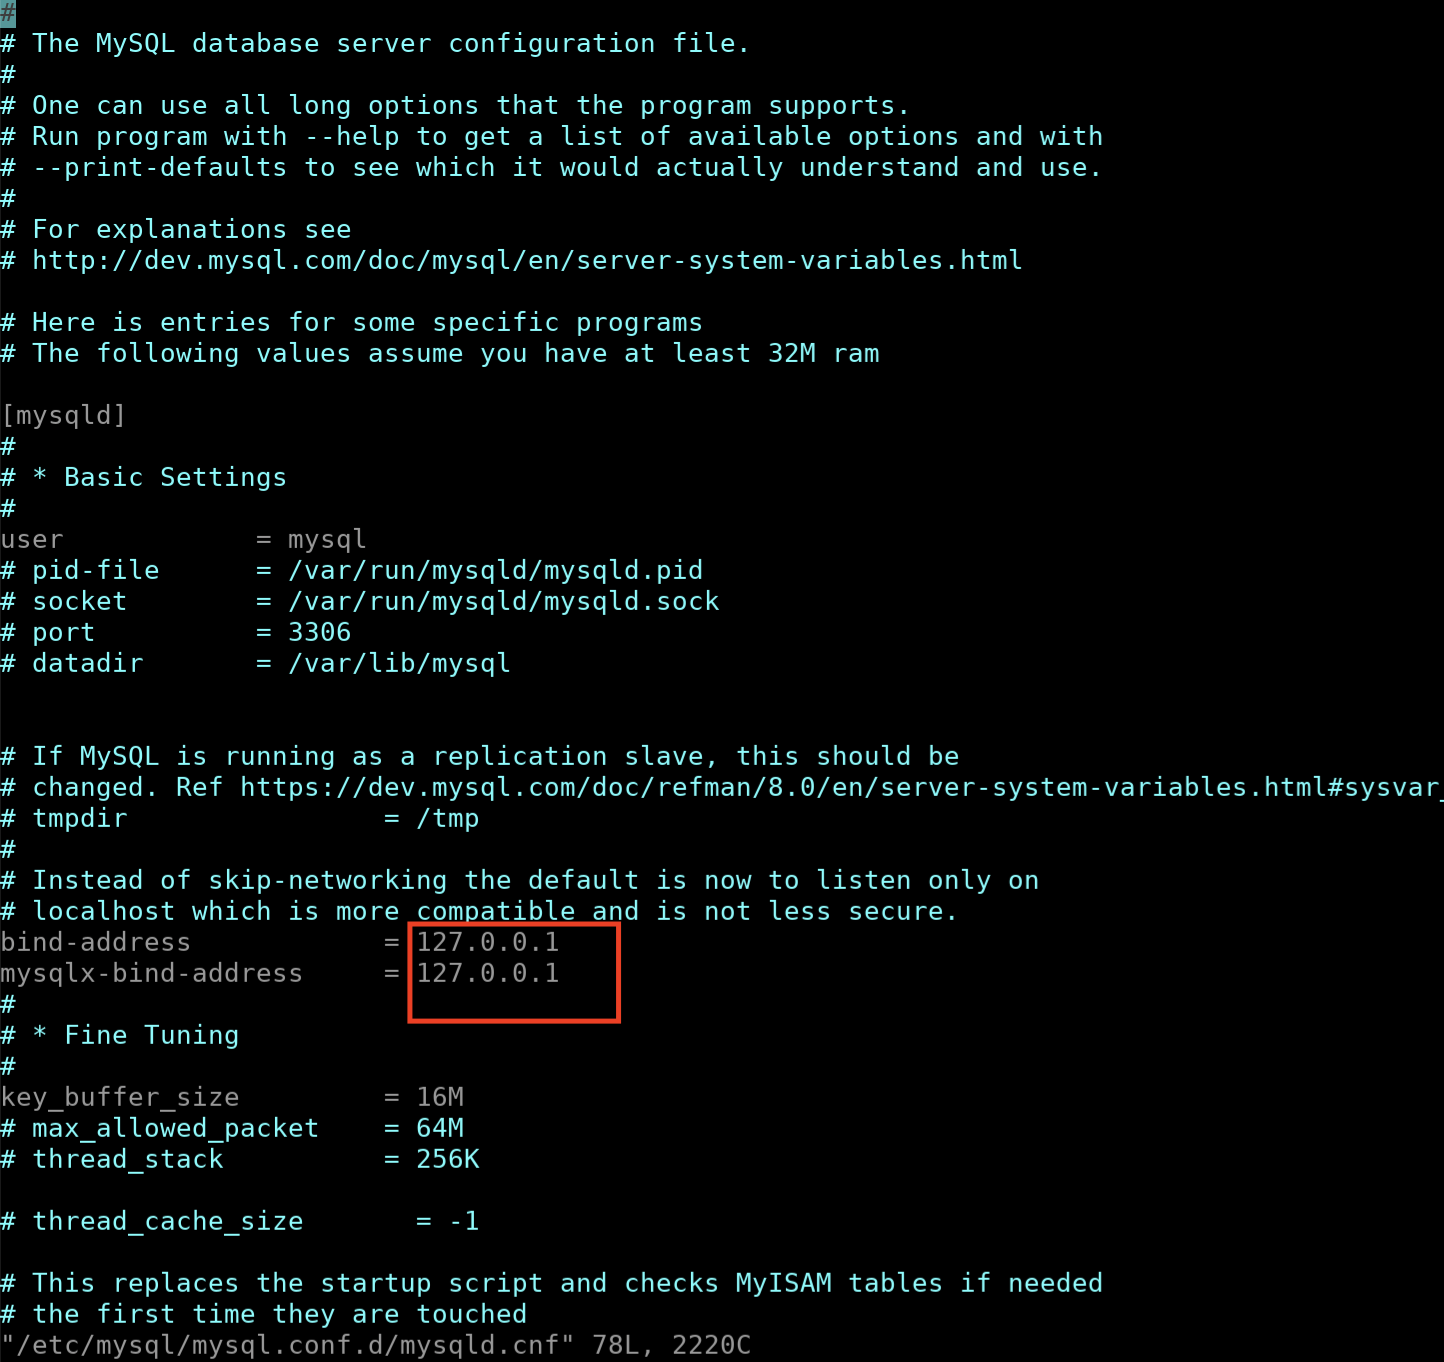 #
# The MySQL database server configuration file.
#
# One can use all long options that the program supports.
# Run program with --help to get a list of available options and with
# --print-defaults to see which it would actually understand and use.
#
# For explanations see
# http://dev.mysql.com/doc/mysql/en/server-system-variables.html

# Here is entries for some specific programs
# The following values assume you have at least 32M ram

[mysqld]
#
# * Basic Settings
#
user            = mysql
# pid-file      = /var/run/mysqld/mysqld.pid
# socket        = /var/run/mysqld/mysqld.sock
# port          = 3306
# datadir       = /var/lib/mysql


# If MySQL is running as a replication slave, this should be
# changed. Ref https://dev.mysql.com/doc/refman/8.0/en/server-system-variables.html#sysvar_
# tmpdir                = /tmp
#
# Instead of skip-networking the default is now to listen only on
# localhost which is more compatible and is not less secure.
bind-address            = 127.0.0.1
mysqlx-bind-address     = 127.0.0.1
#
# * Fine Tuning
#
key_buffer_size         = 16M
# max_allowed_packet    = 64M
# thread_stack          = 256K

# thread_cache_size       = -1

# This replaces the startup script and checks MyISAM tables if needed
# the first time they are touched
"/etc/mysql/mysql.conf.d/mysqld.cnf" 78L, 2220C